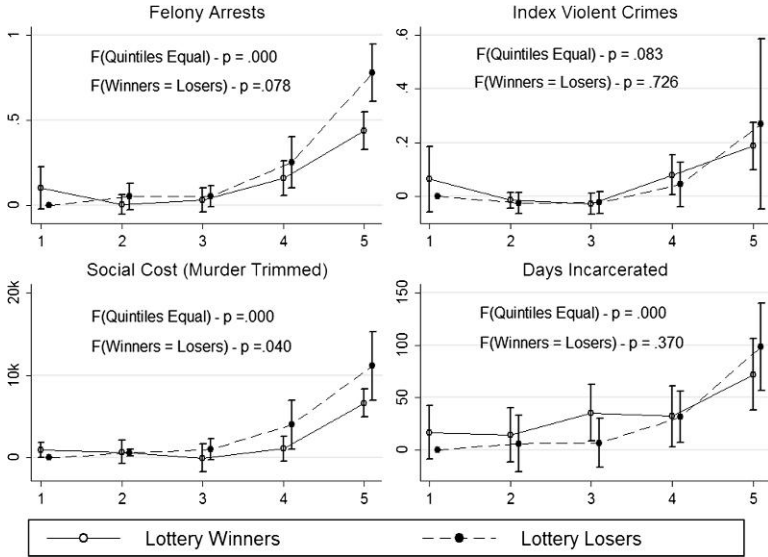 Felony Arrests
F(Quintiles Equal) - p = .000
F(Winners = Losers) - p =.078
1
.5
0
1 2 3 4 5
Index Violent Crimes
F(Quintiles Equal) - p = .083
F(Winners = Losers) - p = .726
.6
.2
0
1 2 3 4 5
Social Cost (Murder Trimmed)
F(Quintiles Equal) - p =.000
F(Winners = Losers) - p =.040
20k
10k
0
1 2 3 4 5
Days Incarcerated
F(Quintiles Equal) - p = .000
F(Winners = Losers) - p = .370
150
100
50
0
1 2 3 4 5
Lottery Winners
Lottery Losers